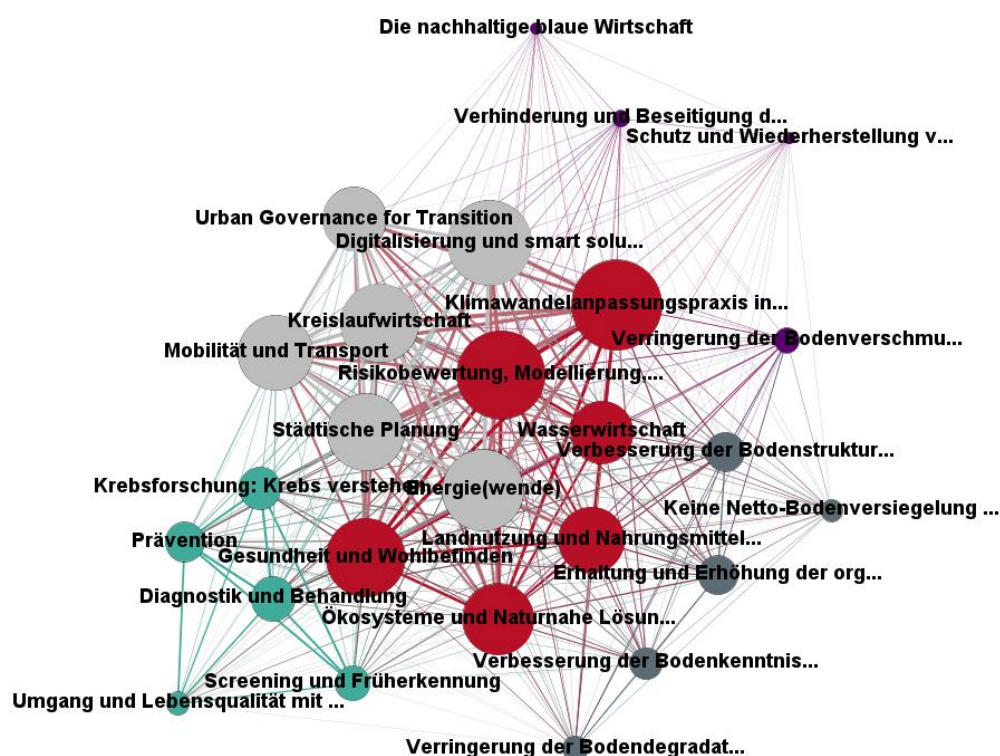 Die nachhaltige blaue Wirtschaft
Verhinderung und Beseitigung d...
Schutz und Wiederherstellung v...
Urban Governance for Transition
Digitalisierung und smart solu...
Klimawandelanpassungspraxis in...
Kreislaufwirtschaft
Verringerung der Bodenverschmu...
Mobilität und Transport
Risikobewertung, Modellierung,...
Städtische Planung
Wasserwirtschaft
Verbesserung der Bodenstruktur...
Krebsforschung: Krebs verstehen
Energie(wende)
Keine Netto-Bodenversiegelung ...
Prävention
Landnutzung und Nahrungsmittel...
Gesundheit und Wohlbefinden
Erhaltung und Erhöhung der org...
Diagnostik und Behandlung
Ökosysteme und Naturnahe Lösun...
Verbesserung der Bodenkenntnis...
Screening und Früherkennung
Umgang und Lebensqualität mit ...
Verringerung der Bodendegradat...